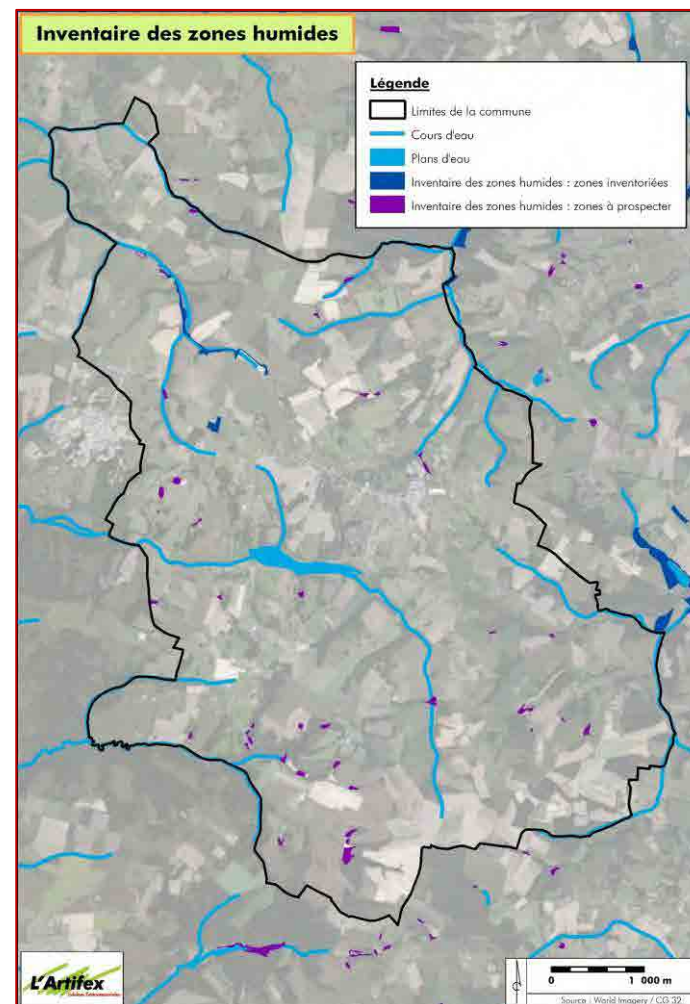 Inventaire des zones humides
Légende
Limites de la commune
Cours d'eau
Plans d'eau
Inventaire des zones humides : zones inventoriées
Inventaire des zones humides : zones à prospecter
L'Artifex
0 1 000 m
Source : World Imagery / CG 32